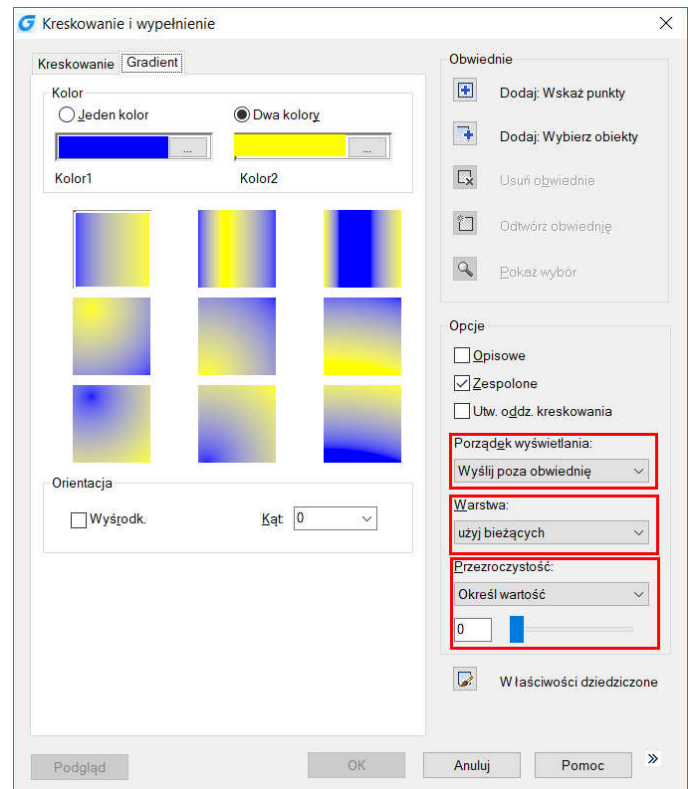 Kreskowanie i wypełnienie
Kreskowanie
Gradient
Kolor
Jeden kolor
Dwa kolory
...
...
Kolor1
Kolor2
Orientacja
Wyśrodk.
Kąt:
0
Podgląd
Obwiednie
Dodaj: Wskaż punkty
Dodaj: Wybierz obiekty
Usuń obwiednie
Odtwórz obwiednię
Pokaż wybór
Opcje
Opisowe
Zespolone
Utw. oddz. kreskowania
Porządek wyświetlania:
Wyślij poza obwiednię
Warstwa:
użyj bieżących
Przezroczystość:
Określ wartość
0
Właściwości dziedziczone
OK
Anuluj
Pomoc